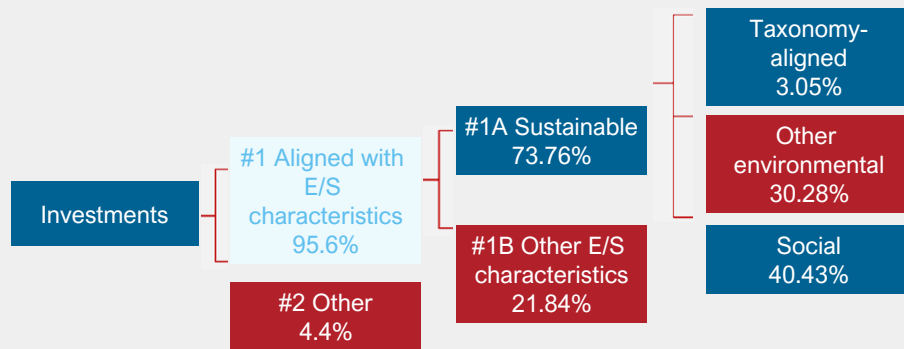 Investments
#1 Aligned with
E/S
characteristics
95.6%
#2 Other
4.4%
#1A Sustainable
73.76%
#1B Other E/S
characteristics
21.84%
Taxonomy-
aligned
3.05%
Other
environmental
30.28%
Social
40.43%